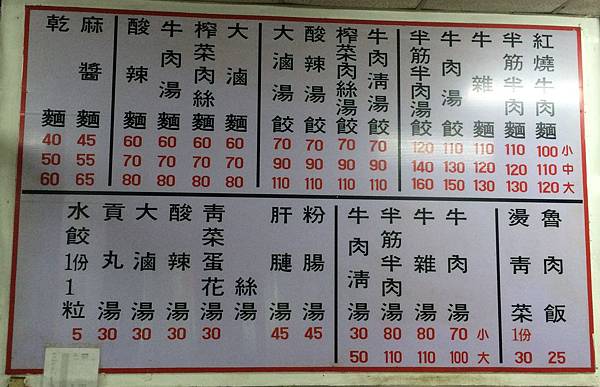 紅燒牛肉麵 100 110 120
小 中 大
半筋半肉麵 110 120 130
牛雜麵 110 120 130
牛肉湯餃 110 130 150
半筋半肉湯餃 120 140 160
牛肉清湯餃 70 90 110
榨菜肉絲湯餃 70 90 110
酸辣湯餃 70 90 110
大滷湯餃 70 90 110
大滷麵 60 70 80
榨菜肉絲麵 60 70 80
牛肉湯麵 60 70 80
酸辣麵 60 70 80
麻醬麵 45 55 65
乾麵 40 50 60
魯肉飯 25
燙青菜 1份 30
小 大
牛肉湯 70 100
牛雜湯 80 110
半筋半肉湯 80 110
牛肉清湯 30 50
粉腸湯 45
肝湯 45
絲湯
青菜蛋花湯 30
酸辣湯 30
大滷湯 30
貢丸湯 30
水餃1份1粒 5